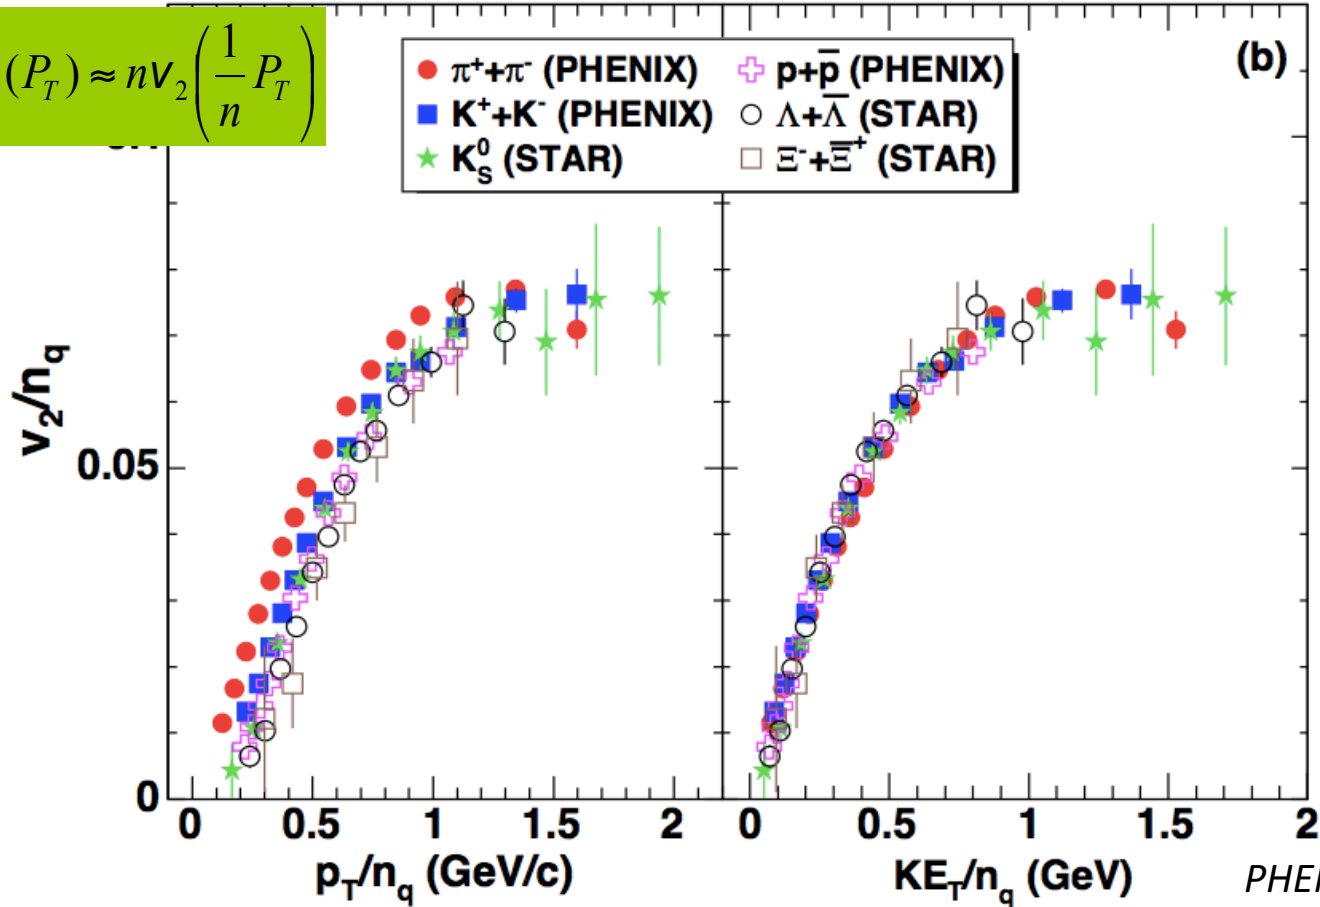 (P_T) ≈ nv_2(1/n P_T)
(b)
π⁺+π⁻ (PHENIX)
K⁺+K⁻ (PHENIX)
K⁰_S (STAR)
p+p̅ (PHENIX)
Λ+Λ̅ (STAR)
Ξ⁻+Ξ̅⁺ (STAR)
v_2/n_q
0.05
0
0 0.5 1 1.5 2
0 0.5 1 1.5 2
p_T/n_q (GeV/c)
KE_T/n_q (GeV)
PHE